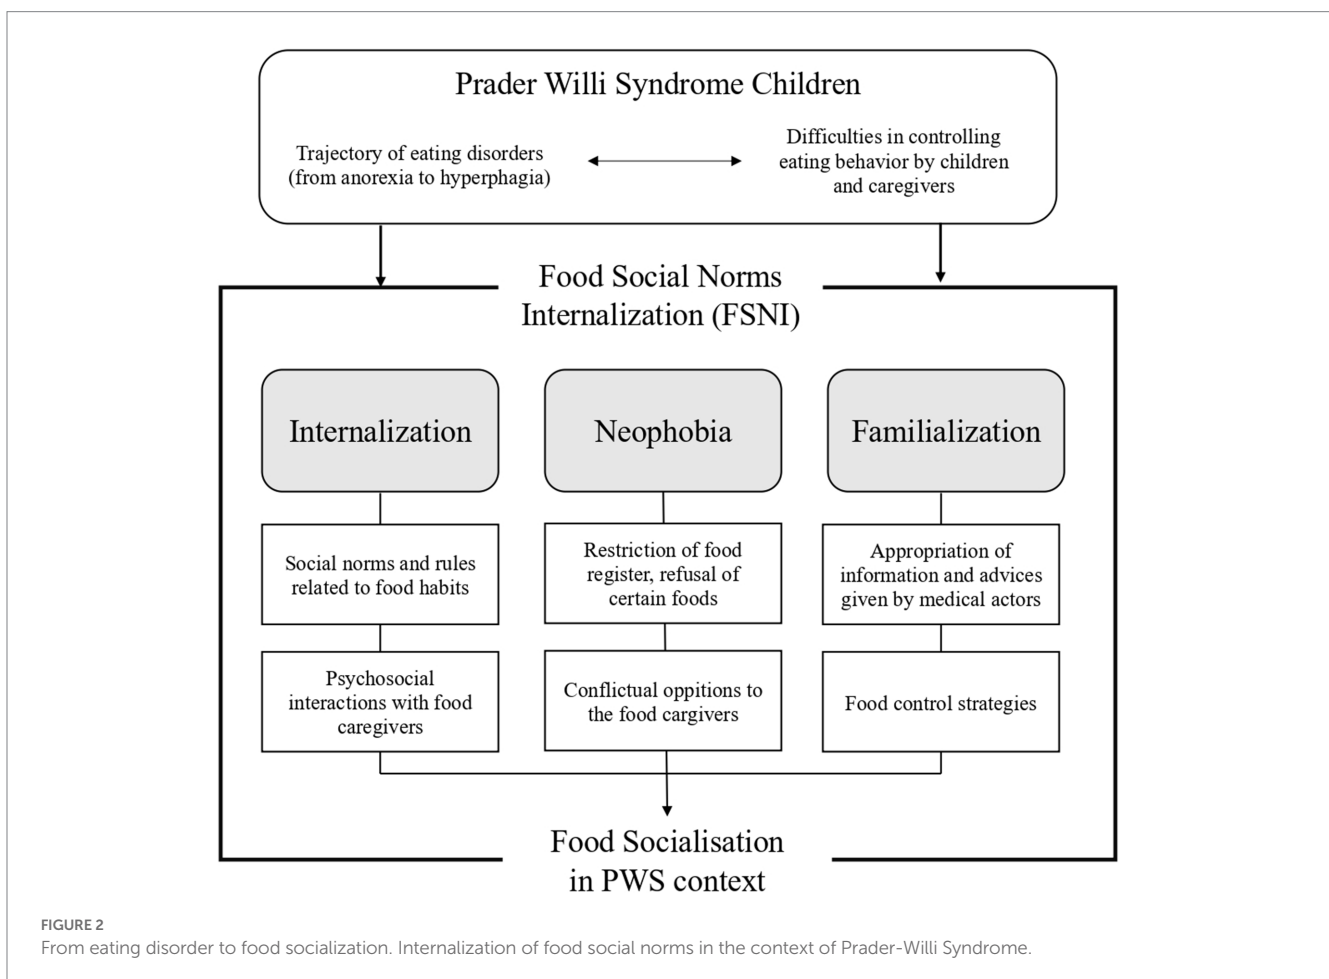 Prader Willi Syndrome Children
Trajectory of eating disorders
(from anorexia to hyperphagia)
Difficulties in controlling
eating behavior by children
and caregivers
Food Social Norms
Internalization (FSNI)
Internalization
Neophobia
Familialization
Social norms and rules
related to food habits
Restriction of food
register, refusal of
certain foods
Appropriation of
information and advices
given by medical actors
Psychosocial
interactions with food
caregivers
Conflictual oppitions to
the food cargivers
Food control strategies
Food Socialisation
in PWS context
FIGURE 2
From eating disorder to food socialization. Internalization of food social norms in the context of Prader-Willi Syndrome.